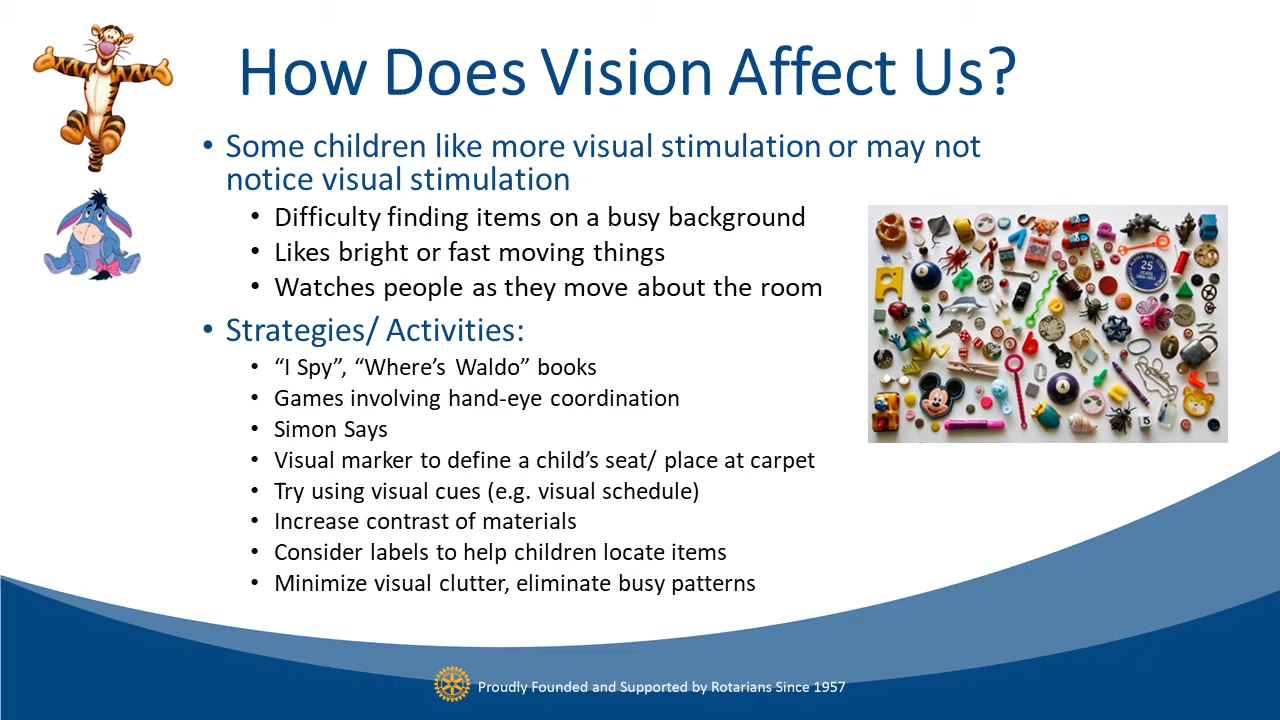 How Does Vision Affect Us?
• Some children like more visual stimulation or may not
notice visual stimulation
• Difficulty finding items on a busy background
• Likes bright or fast moving things
• Watches people as they move about the room
• Strategies/ Activities:
• “I Spy”, “Where’s Waldo” books
• Games involving hand-eye coordination
• Simon Says
• Visual marker to define a child’s seat/ place at carpet
• Try using visual cues (e.g. visual schedule)
• Increase contrast of materials
• Consider labels to help children locate items
• Minimize visual clutter, eliminate busy patterns
25
YEARS
Proudly Founded and Supported by Rotarians Since 1957